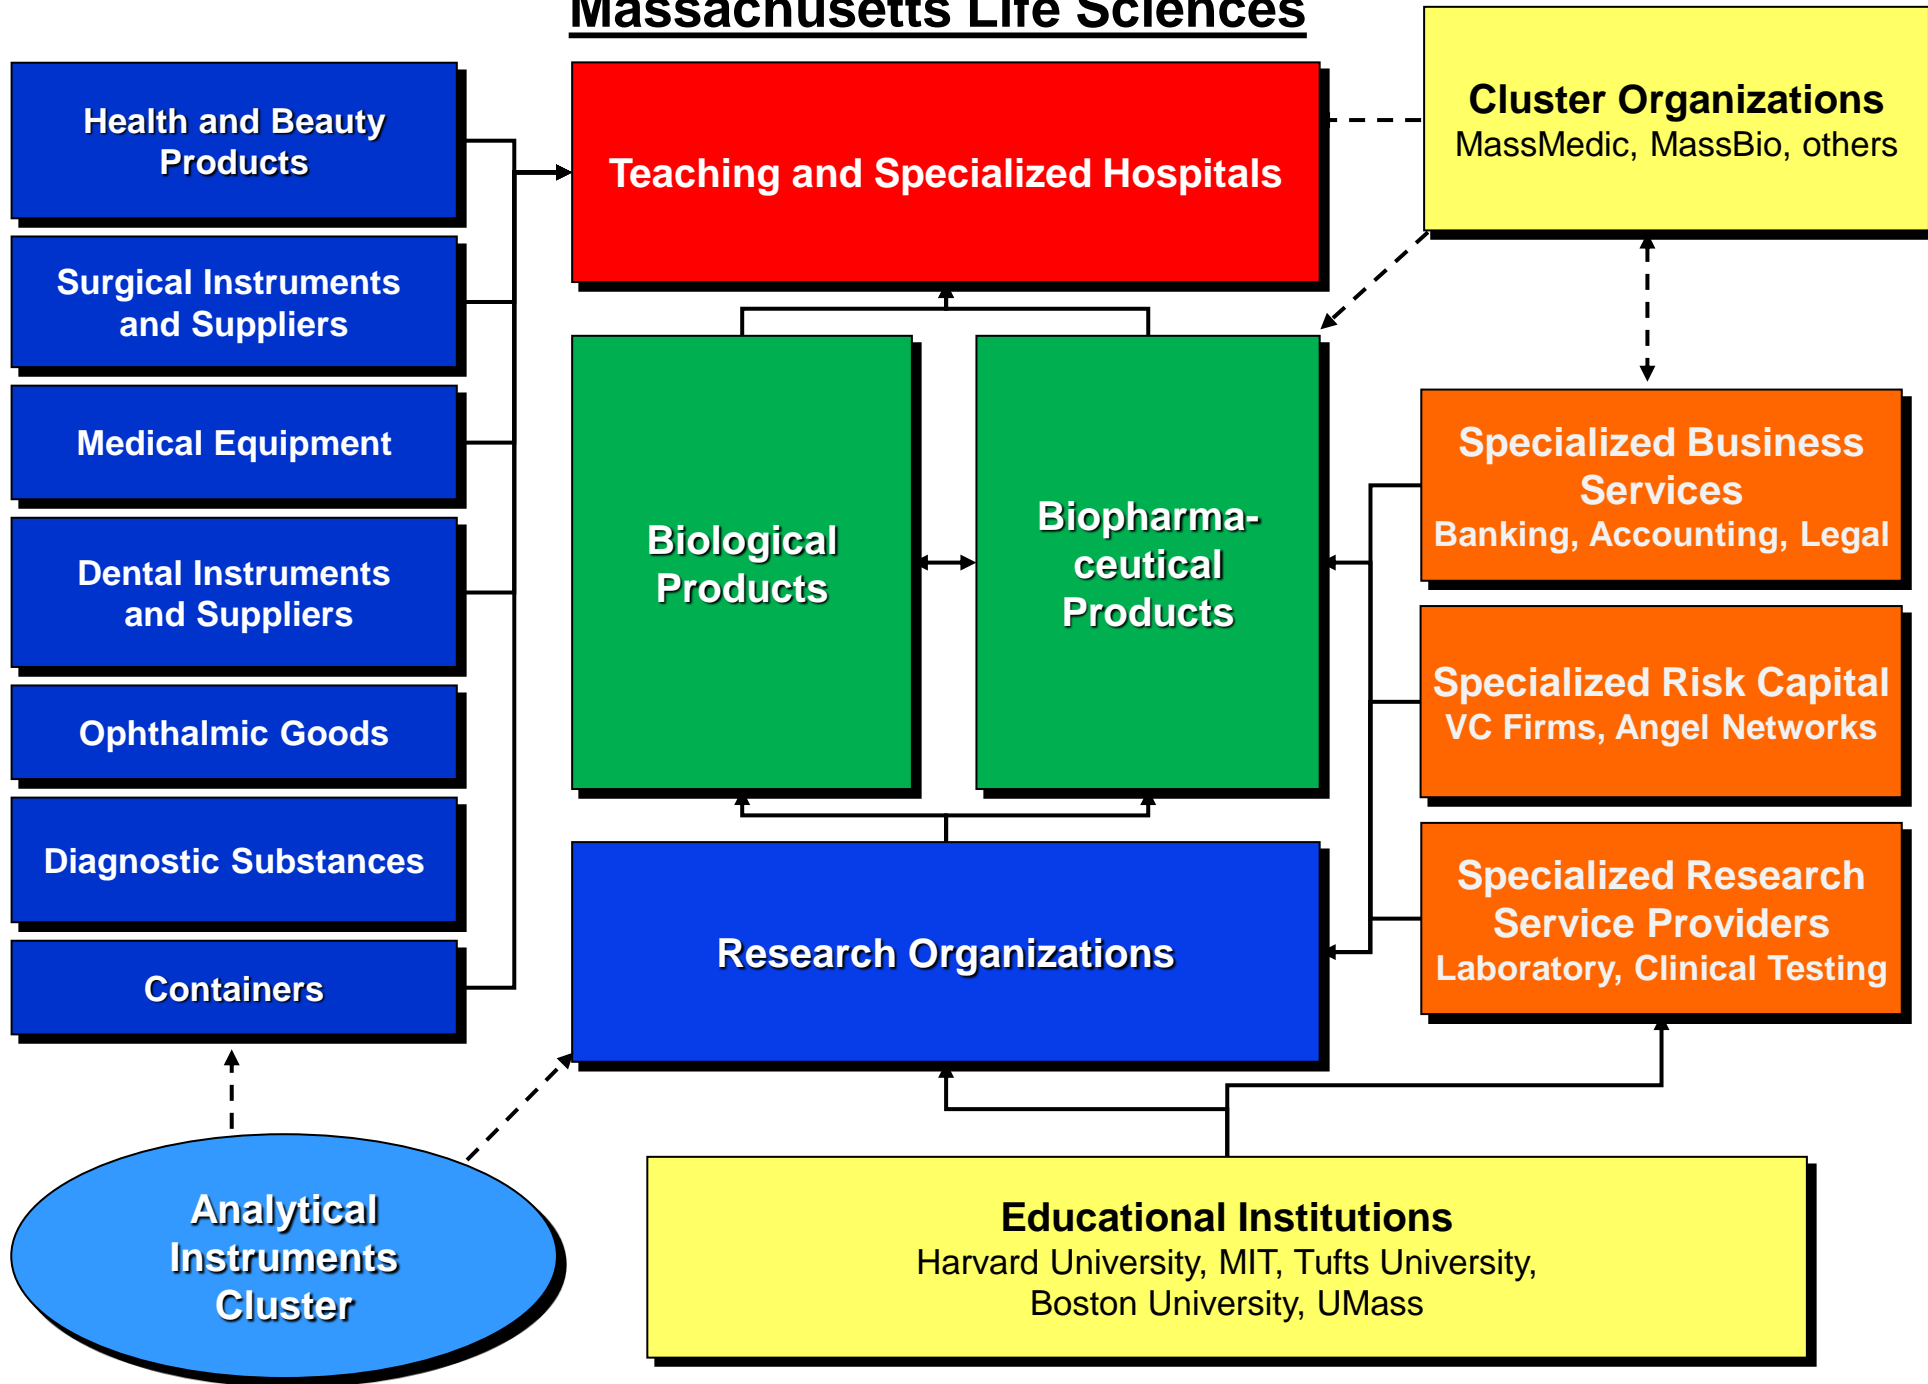 Massachusetts Life Sciences
Health and Beauty
Products
Surgical Instruments
and Suppliers
Medical Equipment
Dental Instruments
and Suppliers
Ophthalmic Goods
Diagnostic Substances
Containers
Analytical
Instruments
Cluster
Teaching and Specialized Hospitals
Biological
Products
Biopharma-
ceutical
Products
Research Organizations
Educational Institutions
Harvard University, MIT, Tufts University,
Boston University, UMass
Cluster Organizations
MassMedic, MassBio, others
Specialized Business
Services
Banking, Accounting, Legal
Specialized Risk Capital
VC Firms, Angel Networks
Specialized Research
Service Providers
Laboratory, Clinical Testing